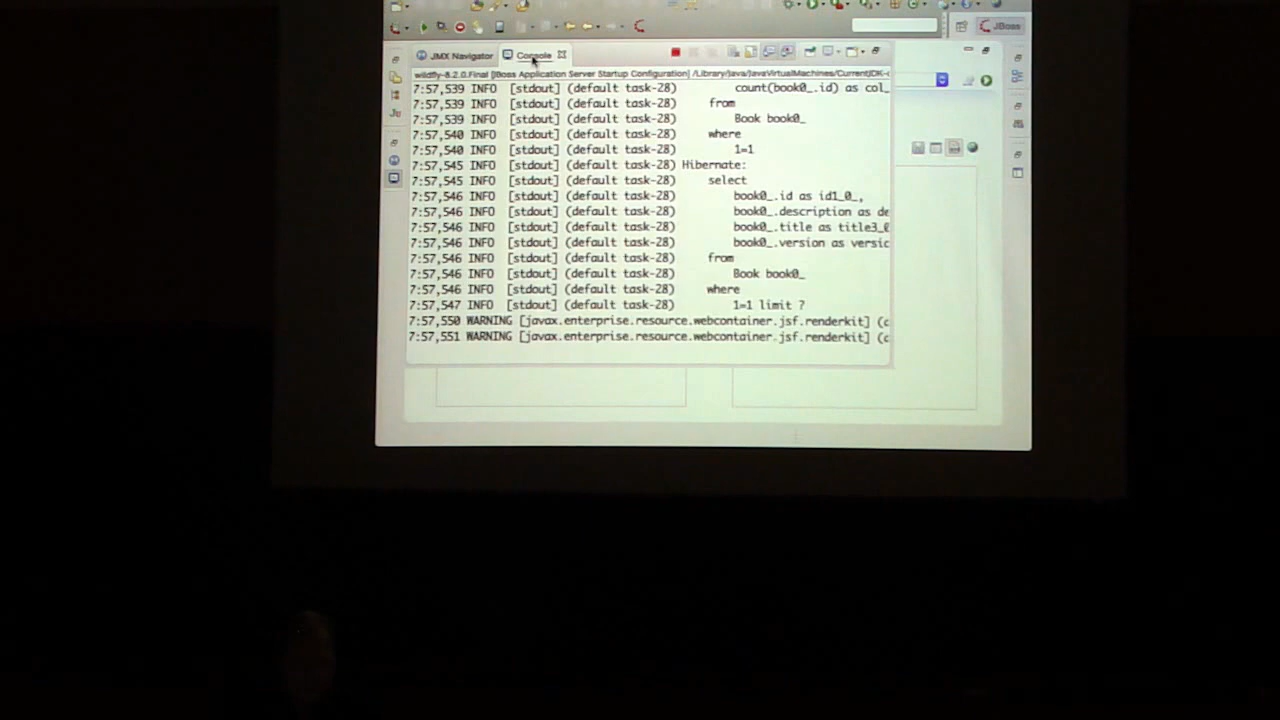 JBoss
JMX Navigator Console
wildfly-8.2.0.Final [JBoss Application Server Startup Configuration] /Library/Java/JavaVirtualMachines/CurrentJDK-
7:57,539 INFO [stdout] (default task-28) count(book0_.id) as col_
7:57,539 INFO [stdout] (default task-28) from
7:57,539 INFO [stdout] (default task-28) Book book0_
7:57,540 INFO [stdout] (default task-28) where
7:57,540 INFO [stdout] (default task-28) 1=1
7:57,545 INFO [stdout] (default task-28) Hibernate:
7:57,545 INFO [stdout] (default task-28) select
7:57,546 INFO [stdout] (default task-28) book0_.id as id1_0_,
7:57,546 INFO [stdout] (default task-28) book0_.description as de
7:57,546 INFO [stdout] (default task-28) book0_.title as title3_0
7:57,546 INFO [stdout] (default task-28) book0_.version as versic
7:57,546 INFO [stdout] (default task-28) from
7:57,546 INFO [stdout] (default task-28) Book book0_
7:57,546 INFO [stdout] (default task-28) where
7:57,547 INFO [stdout] (default task-28) 1=1 limit ?
7:57,550 WARNING [javax.enterprise.resource.webcontainer.jsf.renderkit] (c
7:57,551 WARNING [javax.enterprise.resource.webcontainer.jsf.renderkit] (c